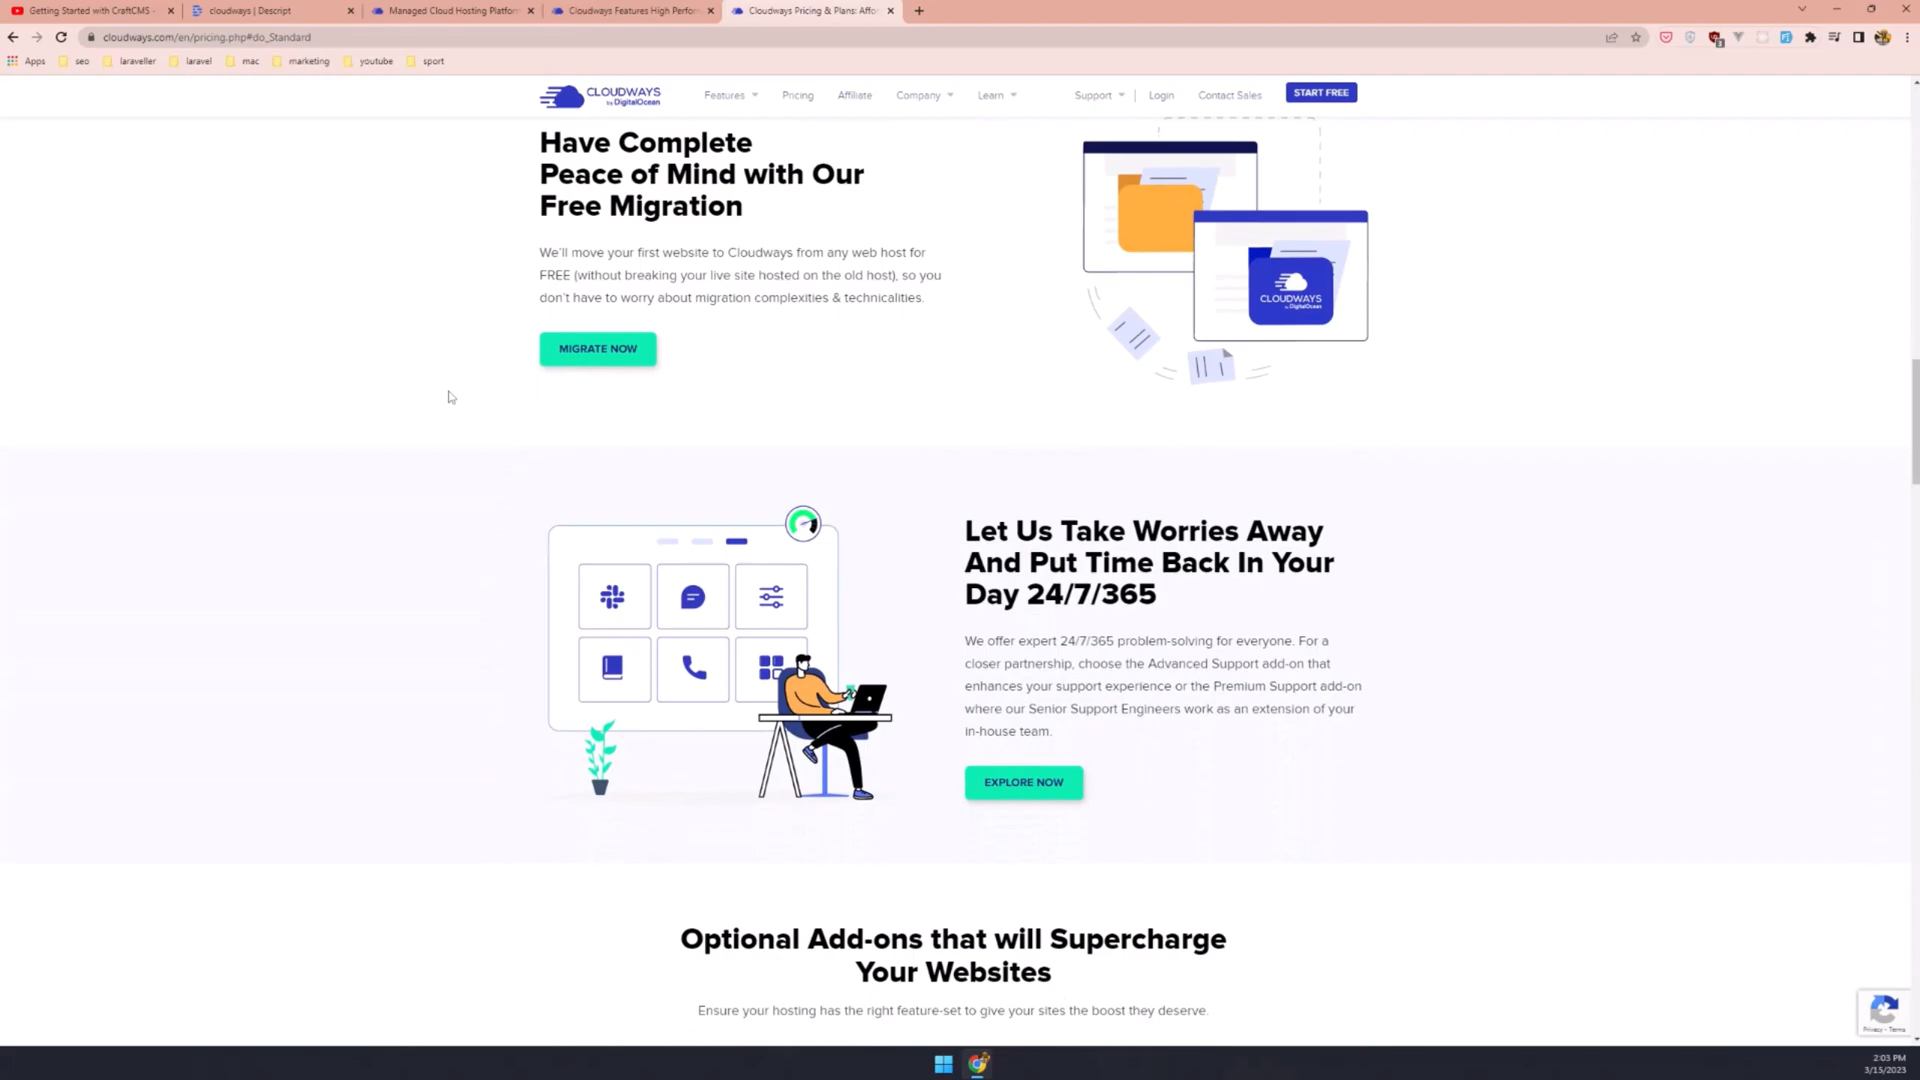 Getting Started with CraftCMS -
cloudways | Descript
Managed Cloud Hosting Platfor
Cloudways Features High Perfor
Cloudways Pricing & Plans: Affo
cloudways.com/en/pricing.php#do_Standard
Apps
seo
laraveller
laravel
mac
marketing
youtube
sport
CLOUDWAYS
by DigitalOcean
Features
Pricing
Affiliate
Company
Learn
Support
Login
Contact Sales
START FREE
Have Complete
Peace of Mind with Our
Free Migration
We'll move your first website to Cloudways from any web host for
FREE (without breaking your live site hosted on the old host), so you
don't have to worry about migration complexities & technicalities.
MIGRATE NOW
CLOUDWAYS
by DigitalOcean
Let Us Take Worries Away
And Put Time Back In Your
Day 24/7/365
We offer expert 24/7/365 problem-solving for everyone. For a
closer partnership, choose the Advanced Support add-on that
enhances your support experience or the Premium Support add-on
where our Senior Support Engineers work as an extension of your
in-house team.
EXPLORE NOW
Optional Add-ons that will Supercharge
Your Websites
Ensure your hosting has the right feature-set to give your sites the boost they deserve.
Privacy - Terms
2:03 PM
3/15/2023